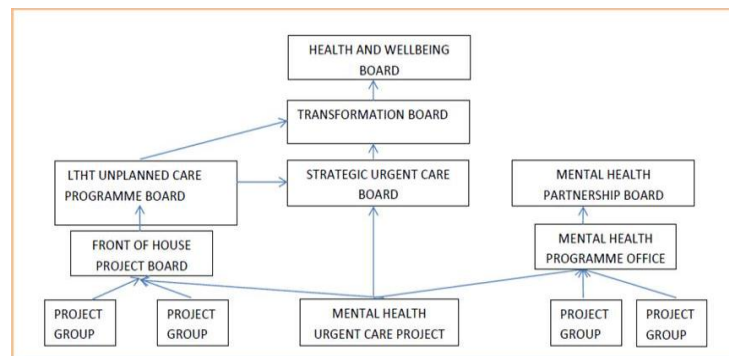 HEALTH AND WELLBEING
BOARD
TRANSFORMATION BOARD
LTHT UNPLANNED CARE
PROGRAMME BOARD
STRATEGIC URGENT CARE
BOARD
MENTAL HEALTH
PARTNERSHIP BOARD
FRONT OF HOUSE
PROJECT BOARD
MENTAL HEALTH
PROGRAMME OFFICE
PROJECT
GROUP
PROJECT
GROUP
MENTAL HEALTH
URGENT CARE PROJECT
PROJECT
GROUP
PROJECT
GROUP